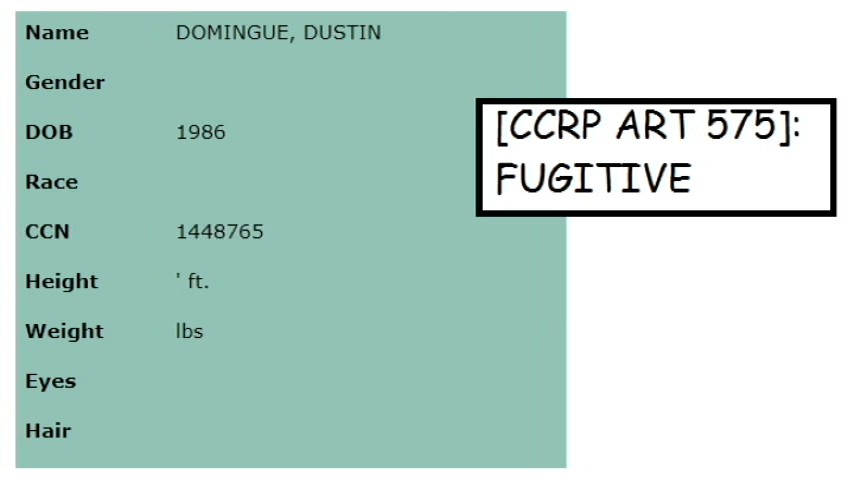 Name DOMINGUE, DUSTIN
Gender
DOB 1986
Race
CCN 1448765
Height ' ft.
Weight lbs
Eyes
Hair
[CCRP ART 575]:
FUGITIVE